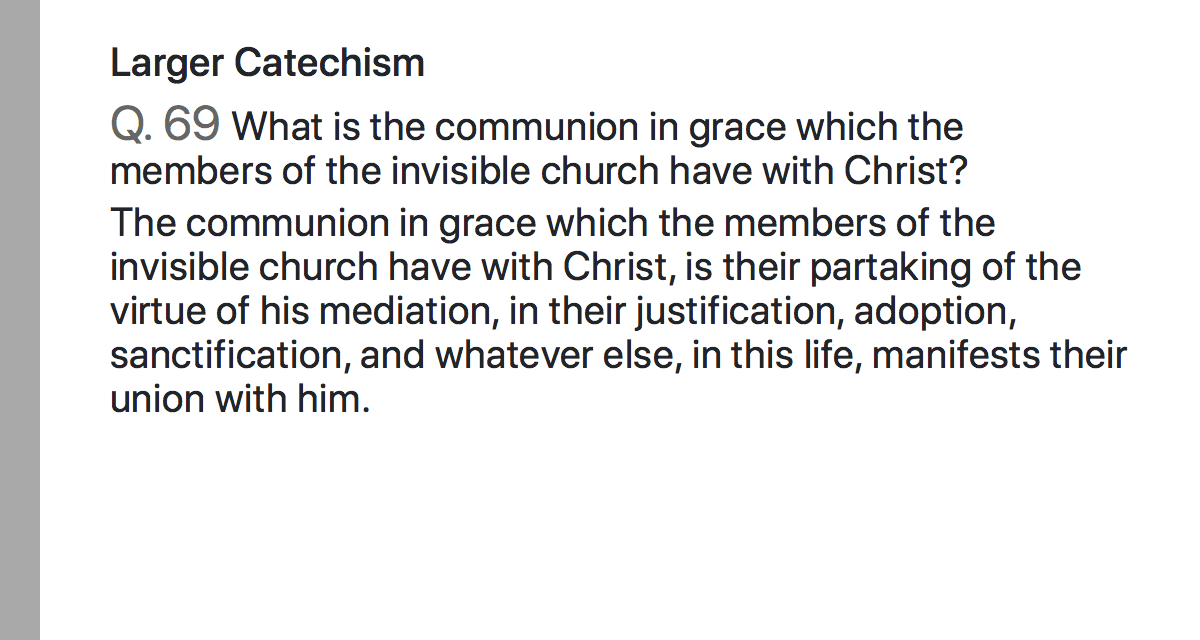 Larger Catechism
Q. 69 What is the communion in grace which the
members of the invisible church have with Christ?
The communion in grace which the members of the
invisible church have with Christ, is their partaking of the
virtue of his mediation, in their justification, adoption,
sanctification, and whatever else, in this life, manifests their
union with him.